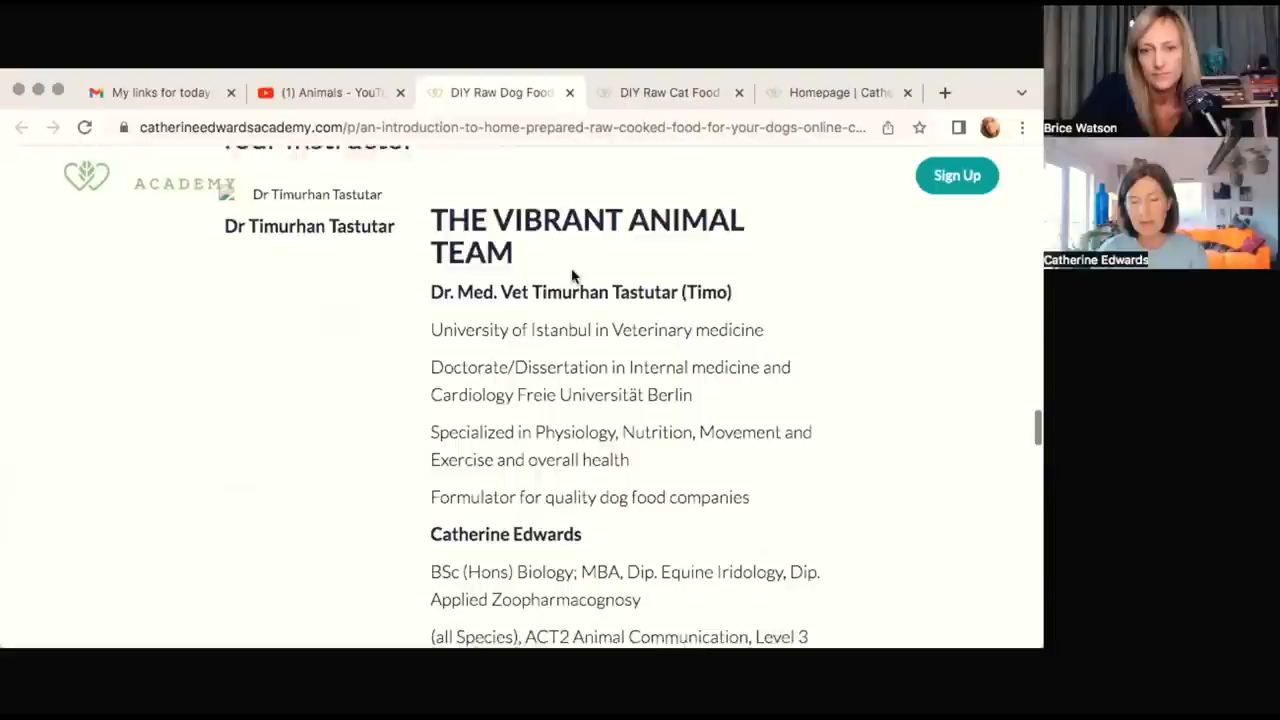 My links for today
(1) Animals - YouTu
DIY Raw Dog Food
DIY Raw Cat Food
Homepage | Cathe
catherineedwardsacademy.com/p/an-introduction-to-home-prepared-raw-cooked-food-for-your-dogs-online-c...
Your Instructor
ACADEMY
Sign Up
Dr Timurhan Tastutar
Dr Timurhan Tastutar
THE VIBRANT ANIMAL
TEAM
Dr. Med. Vet Timurhan Tastutar (Timo)
University of Istanbul in Veterinary medicine
Doctorate/Dissertation in Internal medicine and
Cardiology Freie Universität Berlin
Specialized in Physiology, Nutrition, Movement and
Exercise and overall health
Formulator for quality dog food companies
Catherine Edwards
BSc (Hons) Biology; MBA, Dip. Equine Iridology, Dip.
Applied Zoopharmacognosy
(all Species), ACT2 Animal Communication, Level 3
Brice Watson
Catherine Edwards